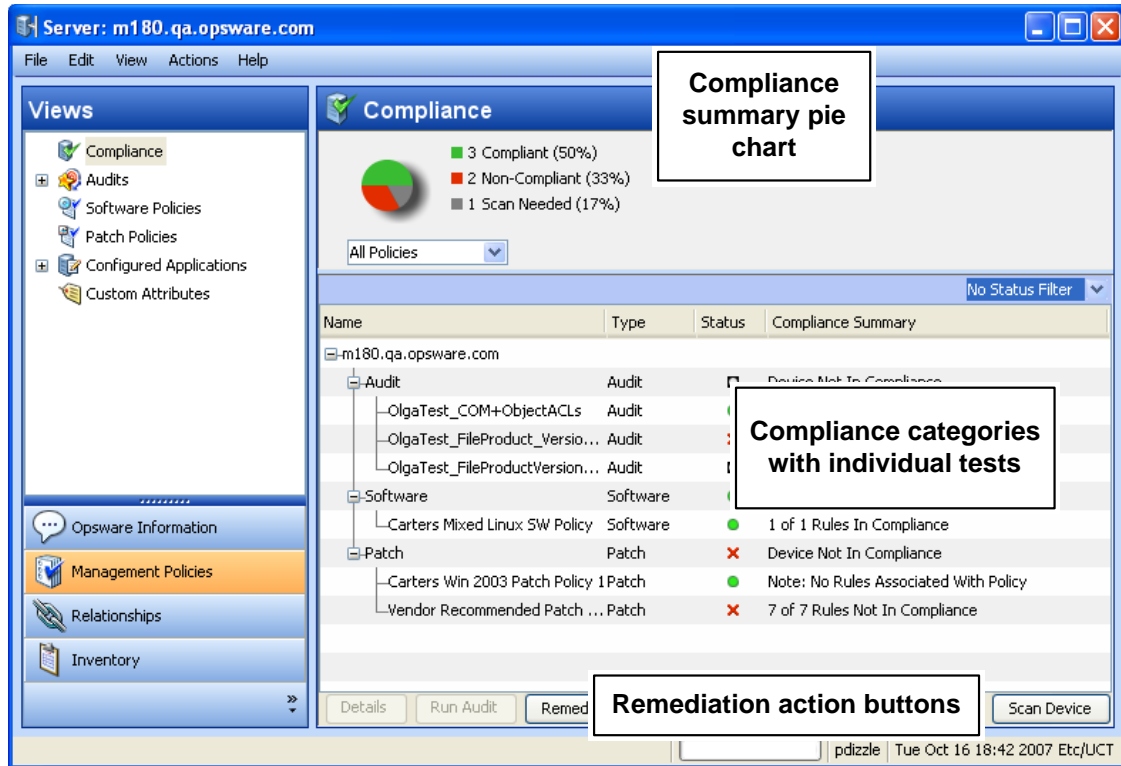 Server: m180.qa.opsware.com
File Edit View Actions Help
Views
Compliance
Audits
Software Policies
Patch Policies
Configured Applications
Custom Attributes
Opsware Information
Management Policies
Relationships
Inventory
Compliance
Compliance
summary pie
chart
3 Compliant (50%)
2 Non-Compliant (33%)
1 Scan Needed (17%)
All Policies
No Status Filter
Name Type Status Compliance Summary
m180.qa.opsware.com
Audit Audit Device Not In Compliance
OlgaTest_COM+ObjectACLs Audit
OlgaTest_FileProduct_Versio... Audit
OlgaTest_FileProductVersion... Audit
Compliance categories
with individual tests
Software Software
Carters Mixed Linux SW Policy Software 1 of 1 Rules In Compliance
Patch Patch Device Not In Compliance
Carters Win 2003 Patch Policy 1 Patch Note: No Rules Associated With Policy
Vendor Recommended Patch ... Patch 7 of 7 Rules Not In Compliance
Details Run Audit Remed Scan Device
Remediation action buttons
pdizzle Tue Oct 16 18:42 2007 Etc/UCT